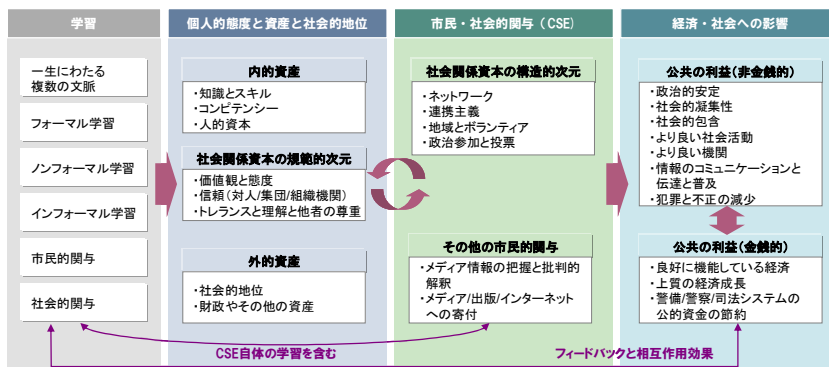 学習
一生にわたる
複数の文脈
フォーマル学習
ノンフォーマル学習
インフォーマル学習
市民的関与
社会的関与
個人的態度と資産と社会的地位
内的資産
・知識とスキル
・コンピテンシー
・人的資本
社会関係資本の規範的次元
・価値観と態度
・信頼(対人/集団/組織機関)
・トレランスと理解と他者の尊重
外的資産
・社会的地位
・財政やその他の資産
市民・社会的関与(CSE)
社会関係資本の構造的次元
・ネットワーク
・連携主義
・地域とボランティア
・政治参加と投票
その他の市民的関与
・メディア情報の把握と批判的
解釈
・メディア/出版/インターネット
への寄付
経済・社会への影響
公共の利益(非金銭的)
・政治的安定
・社会的凝集性
・社会的包含
・より良い社会活動
・より良い機関
・情報のコミュニケーションと
伝達と普及
・犯罪と不正の減少
公共の利益(金銭的)
・良好に機能している経済
・上質の経済成長
・警備/警察/司法システムの
公的資金の節約
CSE自体の学習を含む
フィードバックと相互作用効果